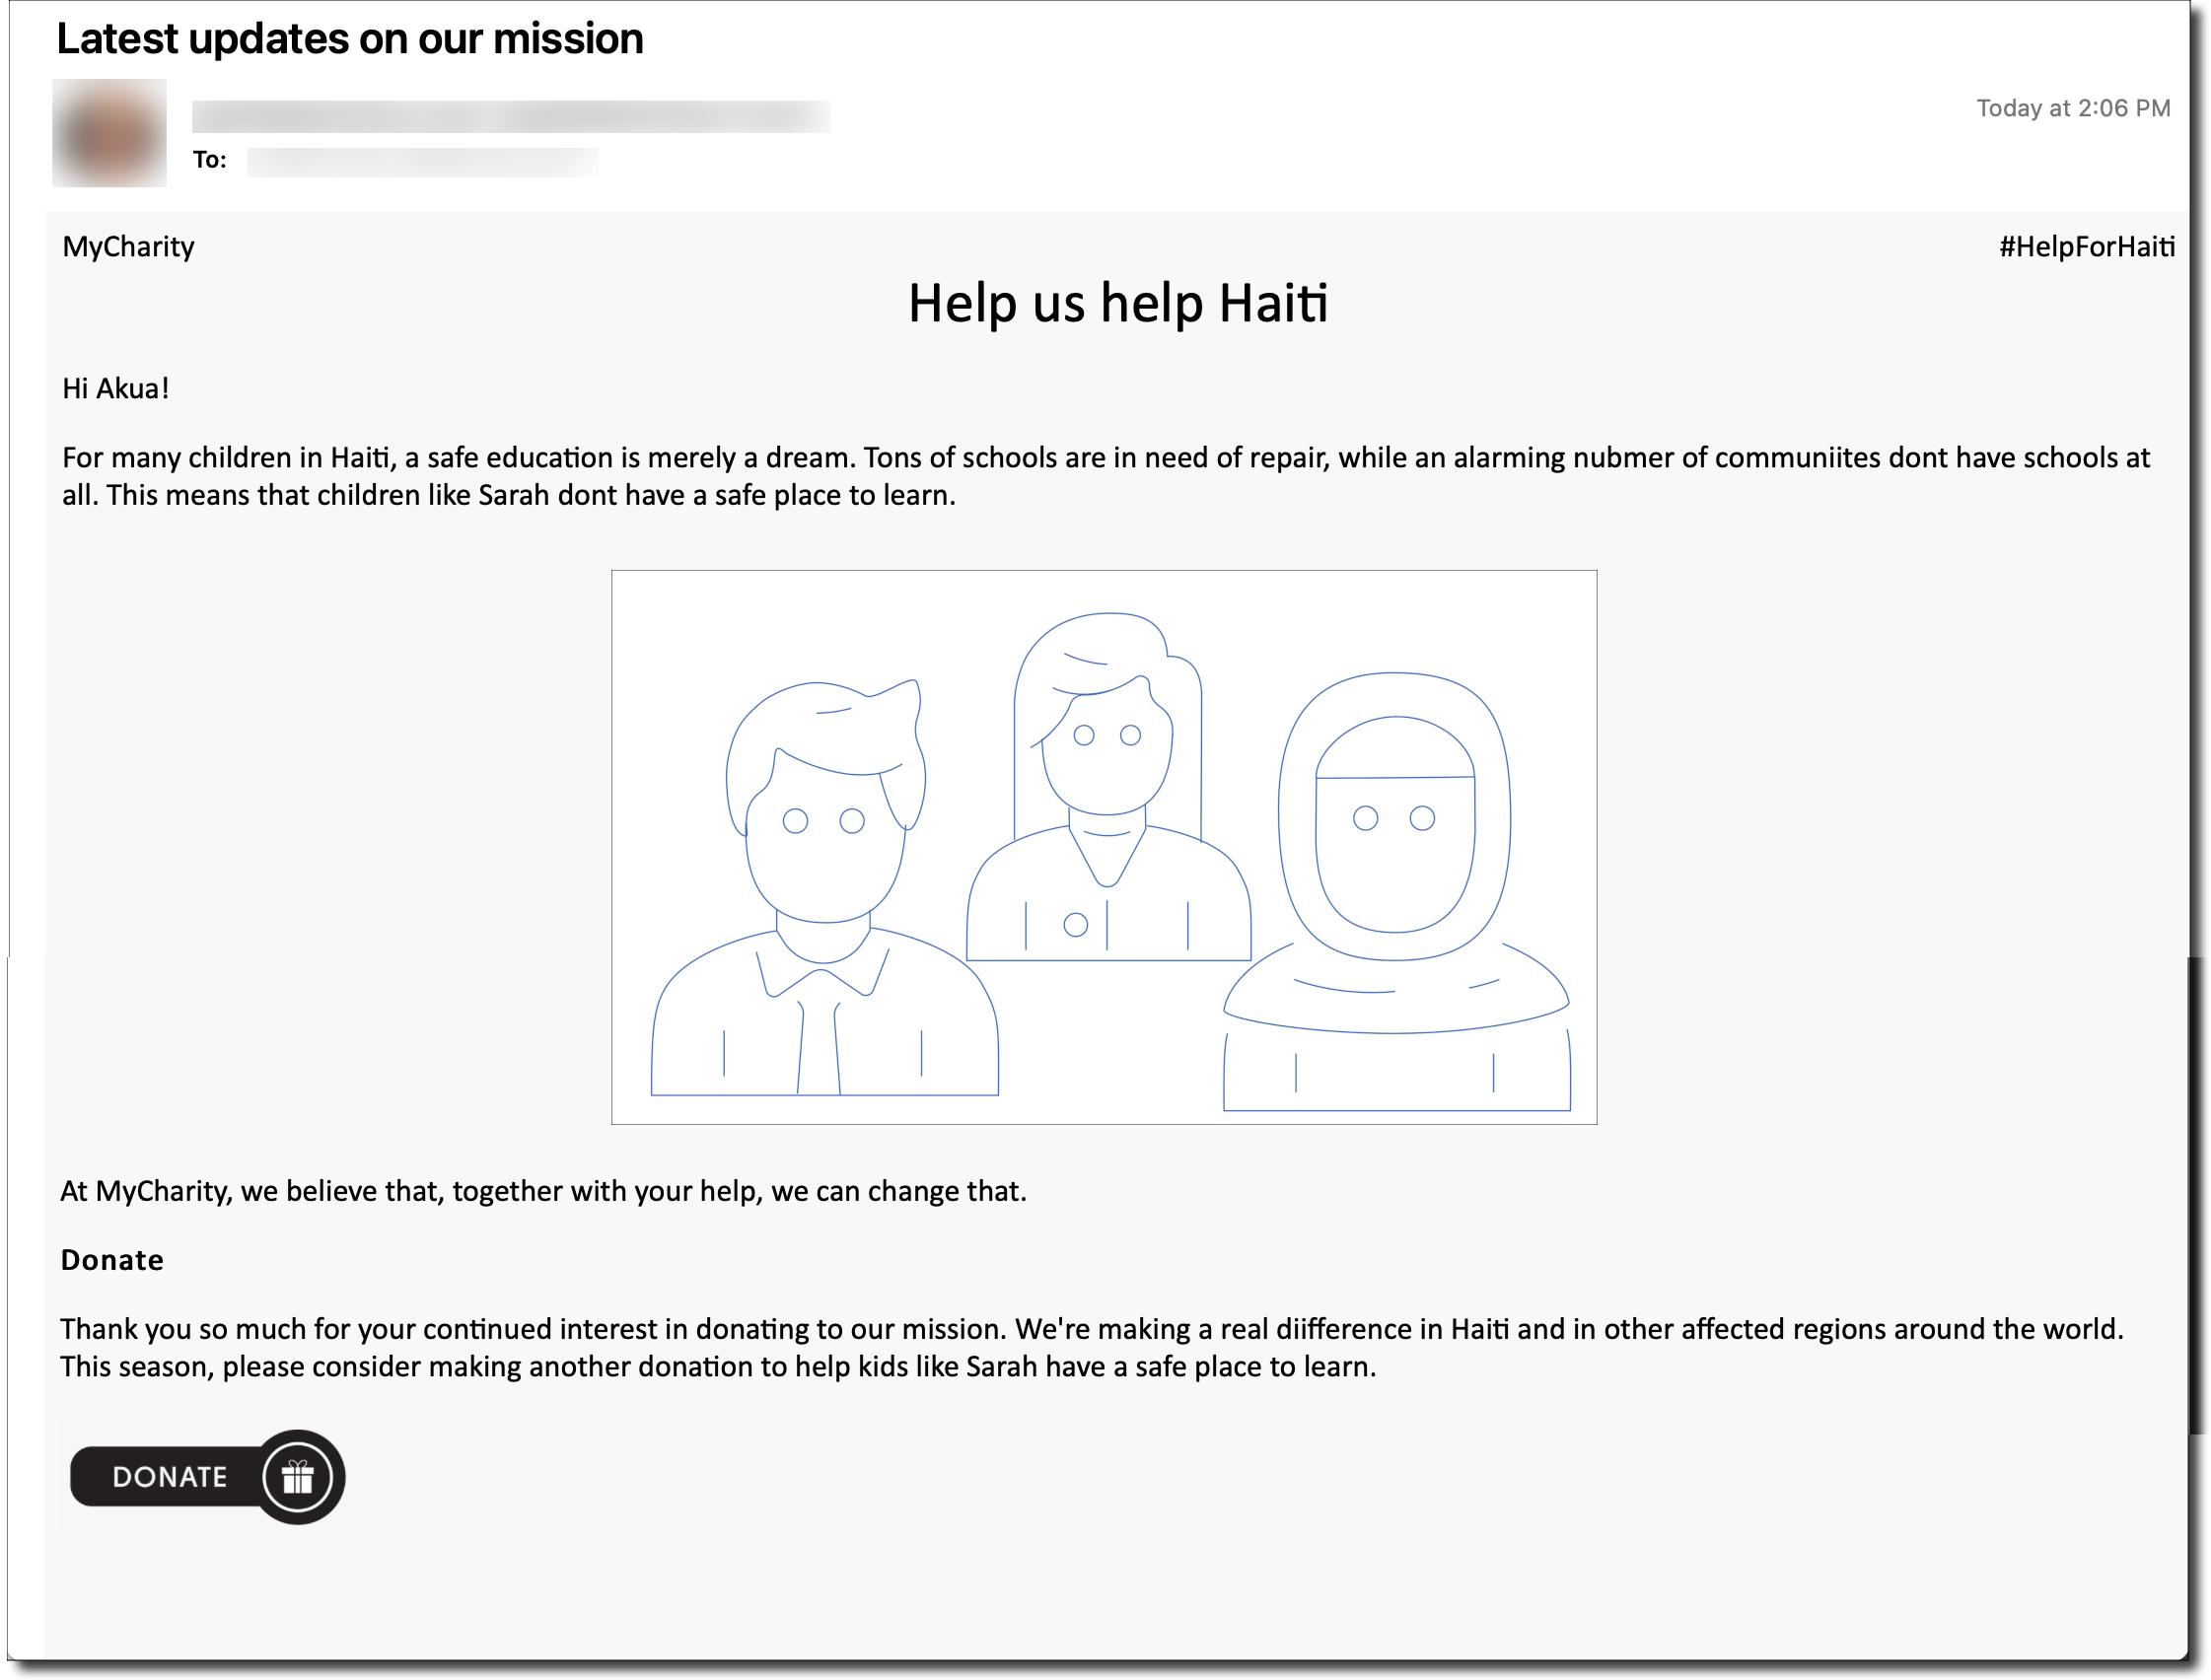 Latest updates on our mission
Today at 2:06 PM
To:
MyCharity
#HelpForHaiti
Help us help Haiti
Hi Akua!
For many children in Haiti, a safe education is merely a dream. Tons of schools are in need of repair, while an alarming nubmer of communiites dont have schools at
all. This means that children like Sarah dont have a safe place to learn.
At MyCharity, we believe that, together with your help, we can change that.
Donate
Thank you so much for your continued interest in donating to our mission. We're making a real diifference in Haiti and in other affected regions around the world.
This season, please consider making another donation to help kids like Sarah have a safe place to learn.
DONATE